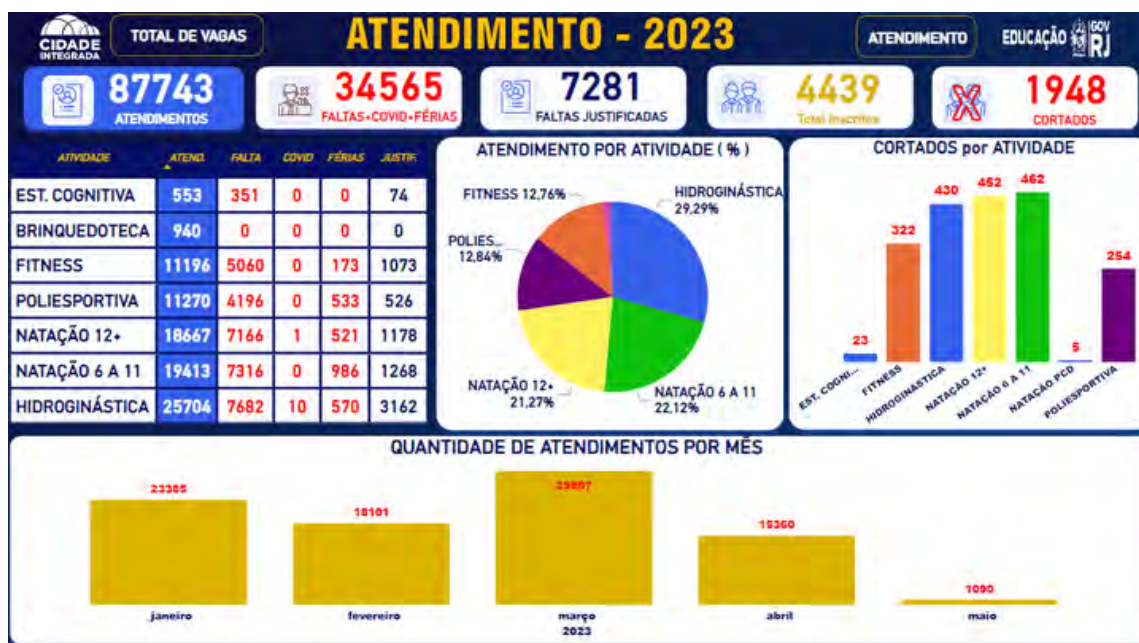 CIDADE
INTEGRADA
TOTAL DE VAGAS
ATENDIMENTO - 2023
ATENDIMENTO
EDUCAÇÃO GOV RJ
87743
ATENDIMENTOS
34565
FALTAS+COVID+FÉRIAS
7281
FALTAS JUSTIFICADAS
4439
Total Inscritos
1948
CORTADOS
ATIVIDADE ATEND. FALTA COVID FÉRIAS JUSTIF.
EST. COGNITIVA 553 351 0 0 74
BRINQUEDOTECA 940 0 0 0 0
FITNESS 11196 5060 0 173 1073
POLIESPORTIVA 11270 4196 0 533 526
NATAÇÃO 12+ 18667 7166 1 521 1178
NATAÇÃO 6 A 11 19413 7316 0 986 1268
HIDROGINÁSTICA 25704 7682 10 570 3162
ATENDIMENTO POR ATIVIDADE ( % )
FITNESS 12,76%
HIDROGINÁSTICA
29,29%
POLIES...
12,84%
NATAÇÃO 12+
21,27%
NATAÇÃO 6 A 11
22,12%
CORTADOS por ATIVIDADE
23
322
430
452
462
5
254
EST. COGNI...
FITNESS
HIDROGINÁSTICA
NATAÇÃO 12+
NATAÇÃO 6 A 11
NATAÇÃO PCD
POLIESPORTIVA
QUANTIDADE DE ATENDIMENTOS POR MÊS
23385
18101
29807
15360
1090
janeiro fevereiro março abril maio
2023